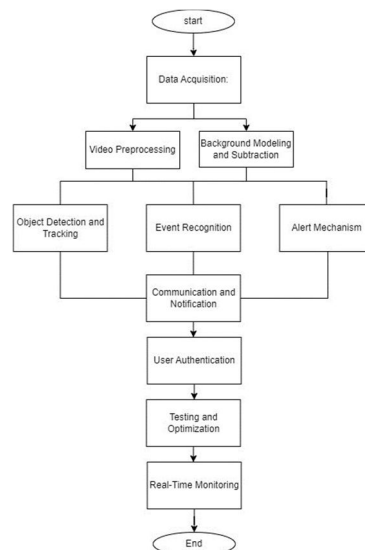 start
Data Acquisition:
Video Preprocessing
Background Modeling
and Subtraction
Object Detection and
Tracking
Event Recognition
Alert Mechanism
Communication and
Notification
User Authentication
Testing and
Optimization
Real-Time Monitoring
End